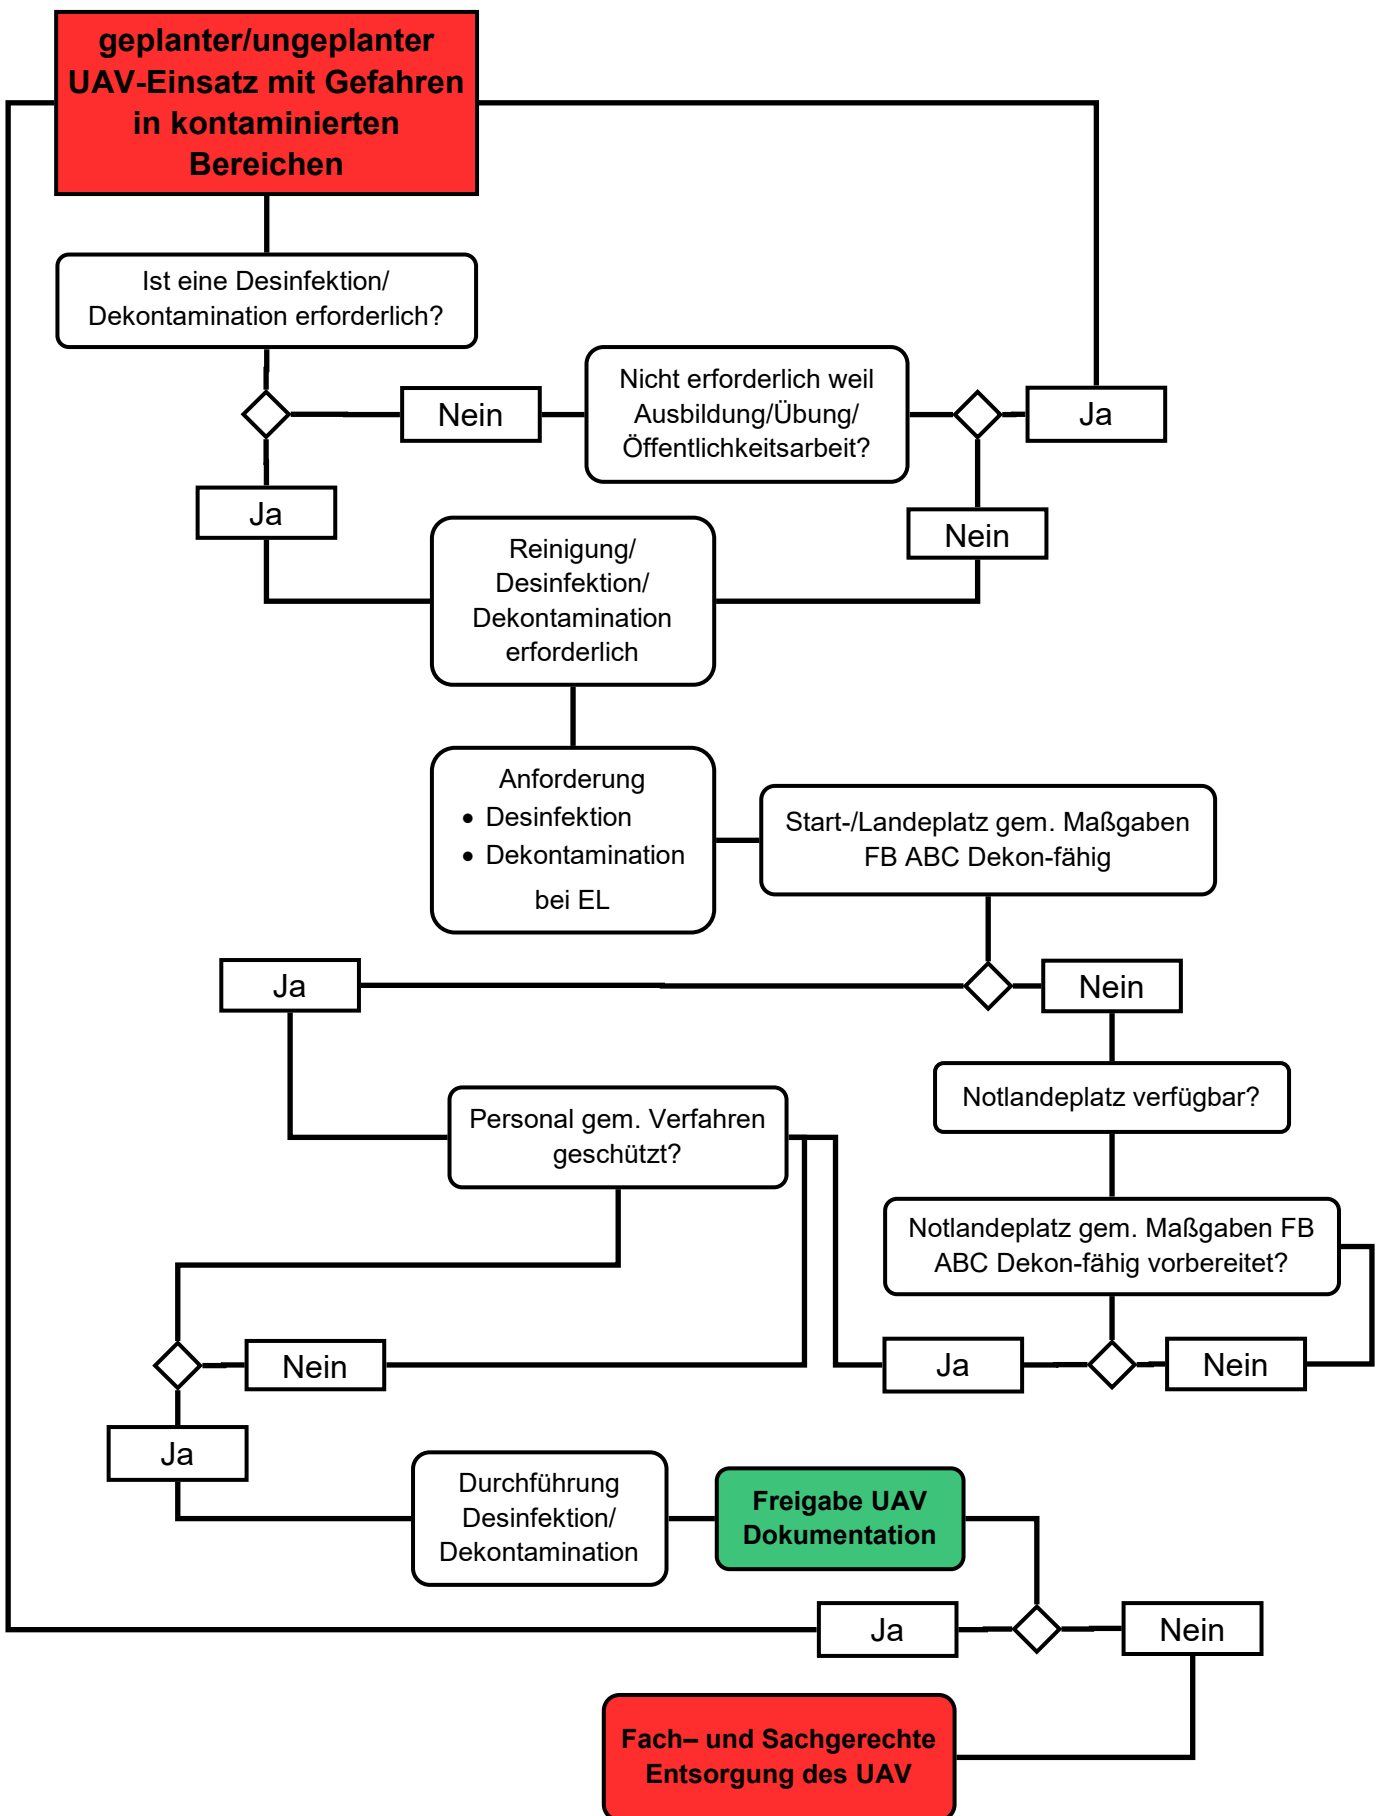 geplanter/ungeplanter
UAV-Einsatz mit Gefahren
in kontaminierten
Bereichen
Ist eine Desinfektion/
Dekontamination erforderlich?
Nein
Nicht erforderlich weil
Ausbildung/Übung/
Öffentlichkeitsarbeit?
Ja
Ja
Nein
Reinigung/
Desinfektion/
Dekontamination
erforderlich
Anforderung
• Desinfektion
• Dekontamination
bei EL
Start-/Landeplatz gem. Maßgaben
FB ABC Dekon-fähig
Ja
Nein
Notlandeplatz verfügbar?
Personal gem. Verfahren
geschützt?
Notlandeplatz gem. Maßgaben FB
ABC Dekon-fähig vorbereitet?
Nein
Ja
Nein
Ja
Durchführung
Desinfektion/
Dekontamination
Freigabe UAV
Dokumentation
Ja
Nein
Fach– und Sachgerechte
Entsorgung des UAV